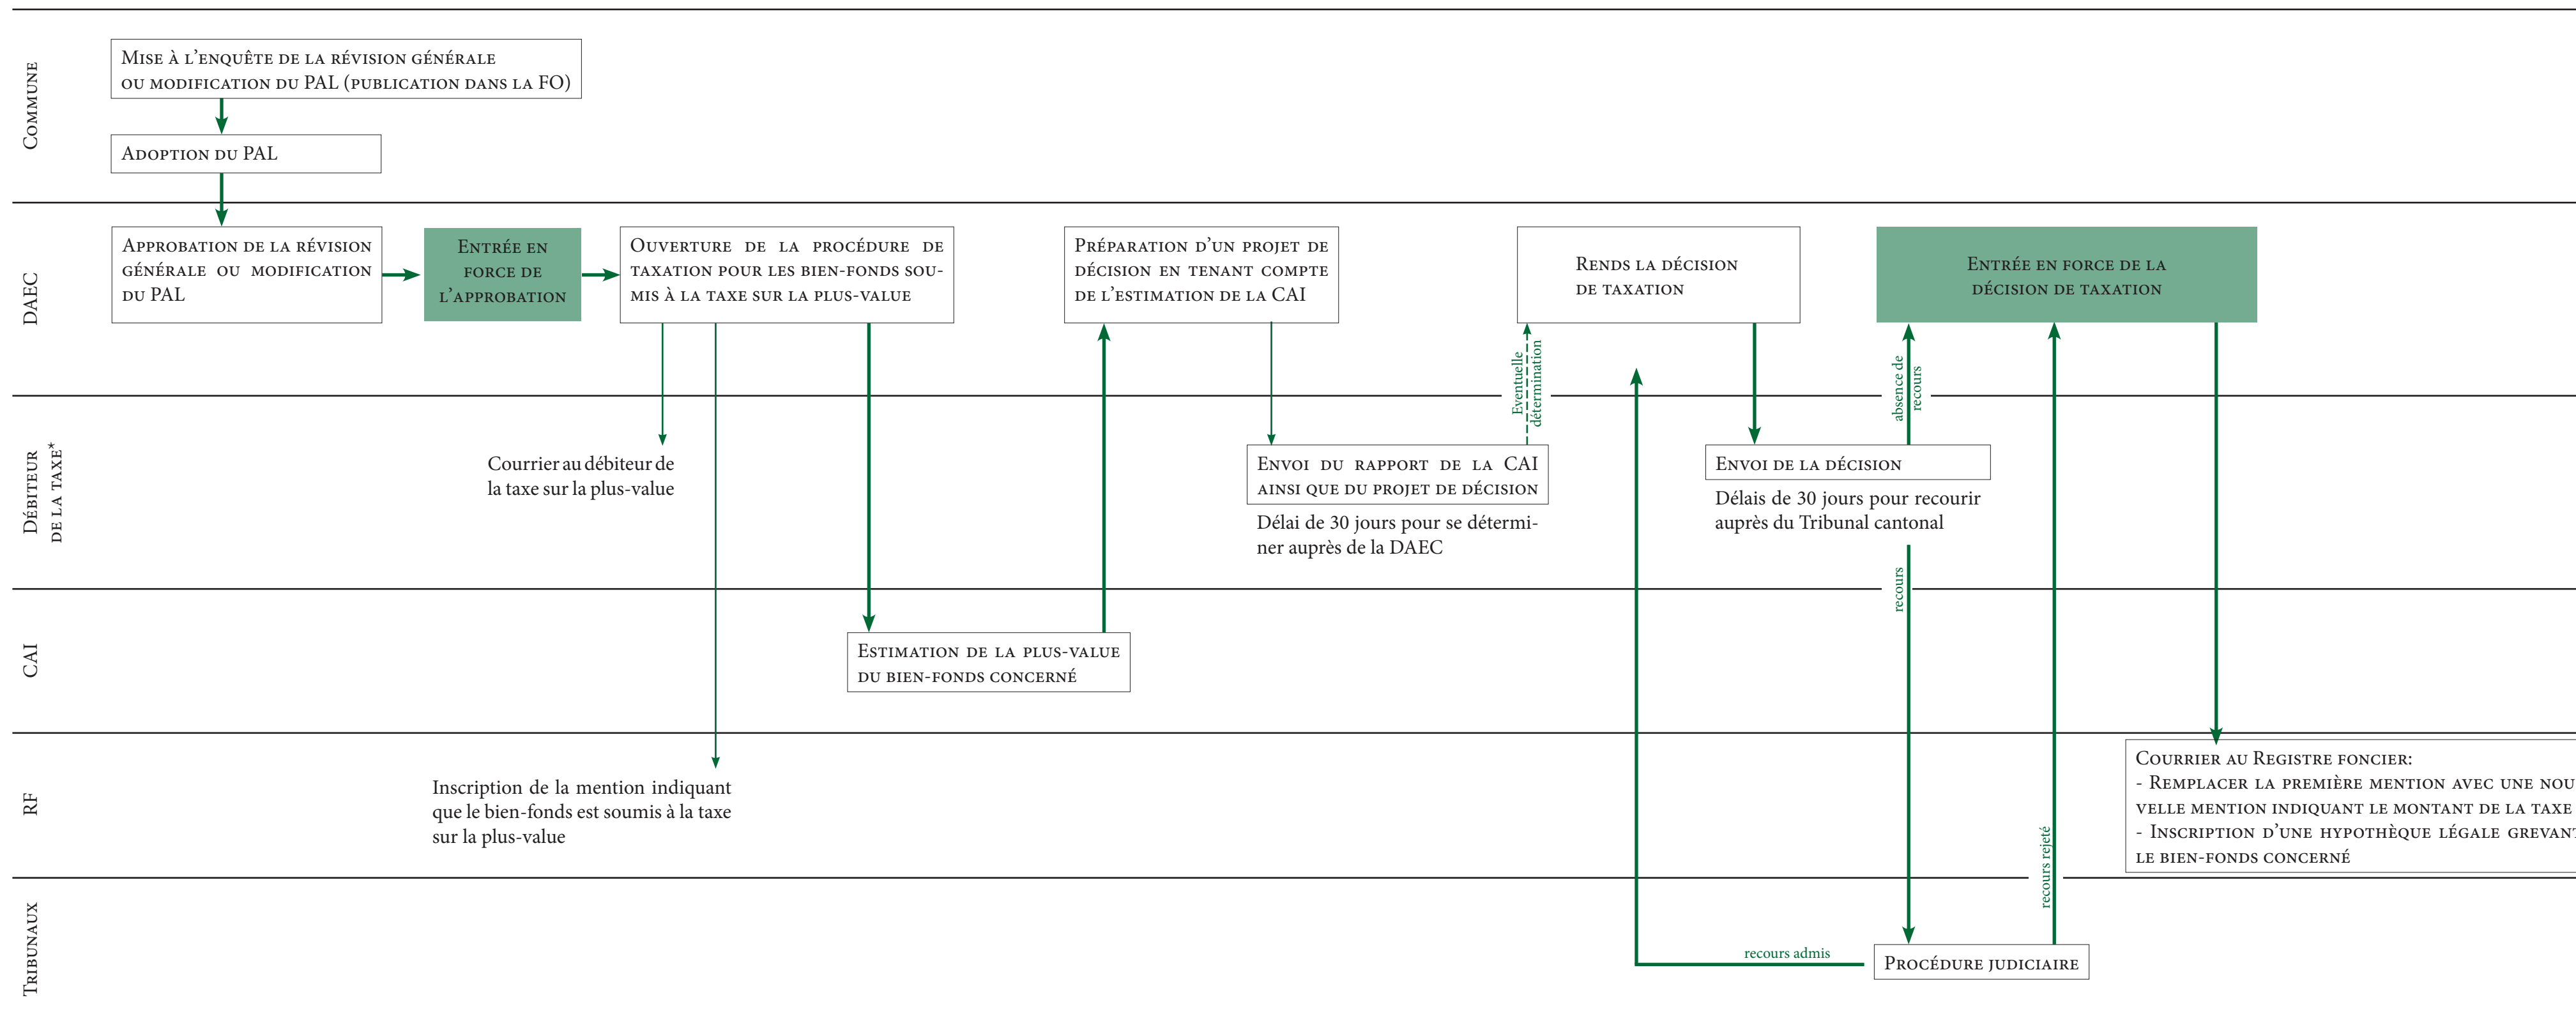 Commune
Mise à l'enquête de la révision générale
ou modification du PAL (publication dans la FO)
Adoption du PAL
DAEC
Approbation de la révision
générale ou modification
du PAL
Entrée en
force de
l'approbation
Ouverture de la procédure de
taxation pour les bien-fonds sou-
mis à la taxe sur la plus-value
Préparation d'un projet de
décision en tenant compte
de l'estimation de la CAI
Rends la décision
de taxation
Entrée en force de la
décision de taxation
Eventuelle
détermination
absence de
recours
Débiteur
de la taxe*
Courrier au débiteur de
la taxe sur la plus-value
Envoi du rapport de la CAI
ainsi que du projet de décision
Délai de 30 jours pour se détermi-
ner auprès de la DAEC
Envoi de la décision
Délais de 30 jours pour recourir
auprès du Tribunal cantonal
recours
CAI
Estimation de la plus-value
du bien-fonds concerné
RF
Inscription de la mention indiquant
que le bien-fonds est soumis à la taxe
sur la plus-value
Courrier au Registre foncier:
- Remplacer la première mention avec une nou
velle mention indiquant le montant de la taxe
- Inscription d'une hypothèque légale grevant
le bien-fonds concerné
recours rejeté
Tribunaux
recours admis
Procédure judiciaire